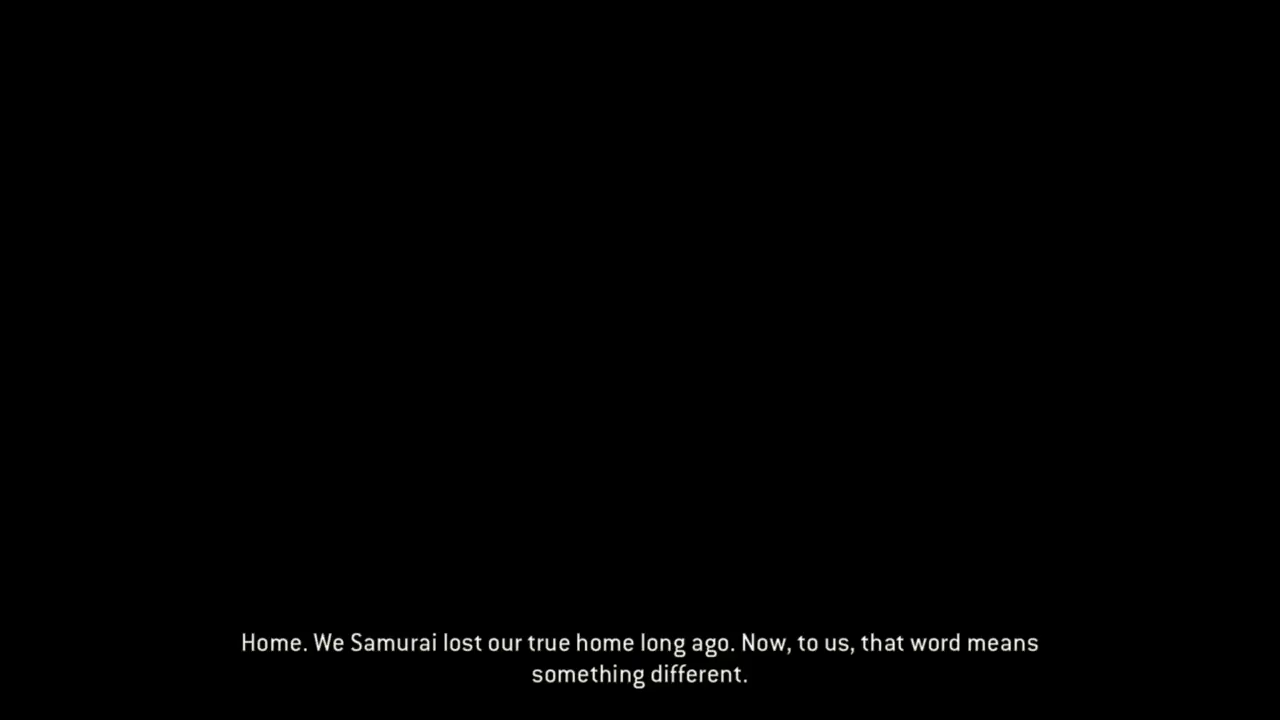 Home. We Samurai lost our true home long ago. Now, to us, that word means
something different.